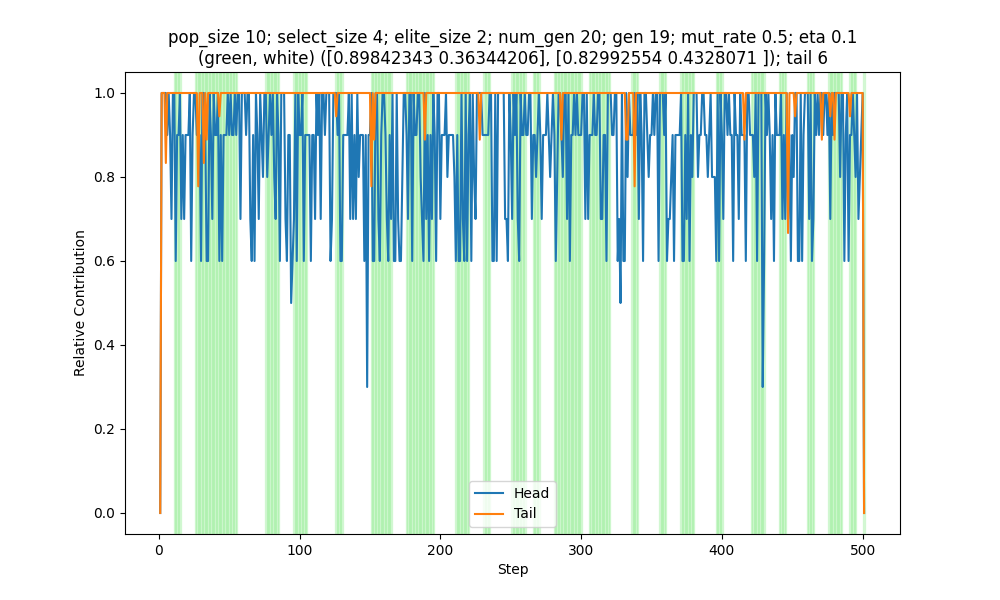 pop_size 10; select_size 4; elite_size 2; num_gen 20; gen 19; mut_rate 0.5; eta 0.1
(green, white) ([0.89842343 0.36344206], [0.82992554 0.4328071 ]); tail 6
1.0
0.8
0.6
0.4
0.2
0.0
Relative Contribution
Head
Tail
0
100
200
300
400
500
Step